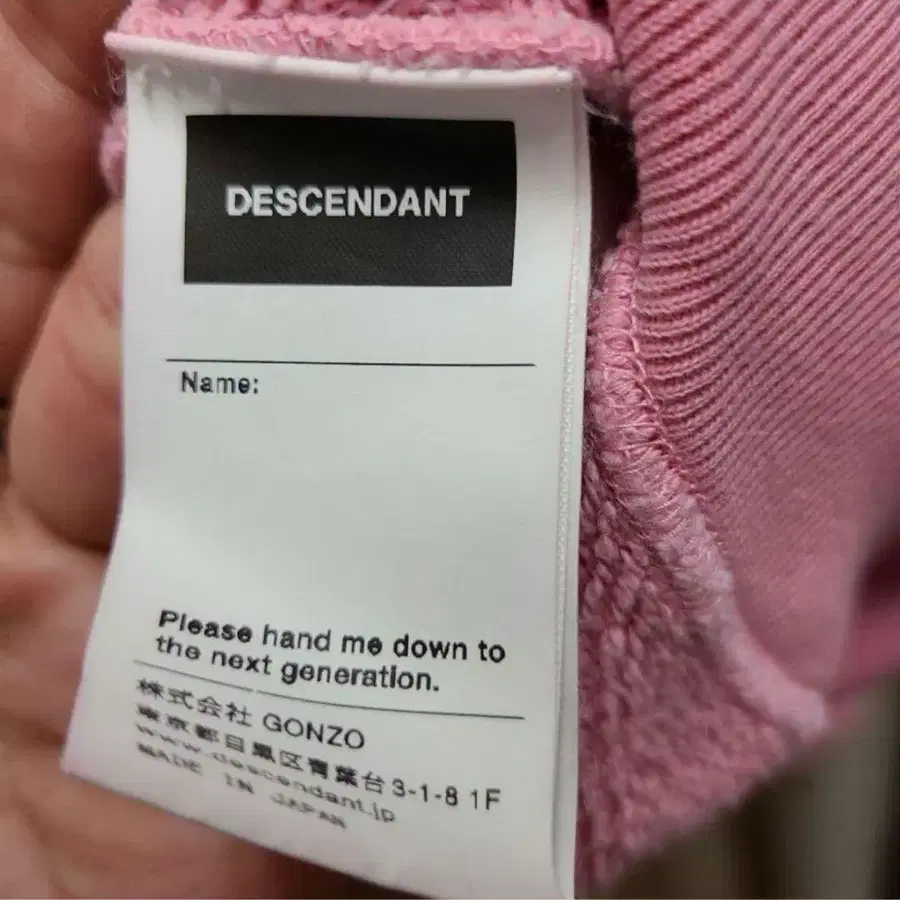 DESCENDANT
Name:
Please hand me down to
the next generation.
株式会社 GONZO
東京都目黒区青葉台3-1-8 1F
www.descendant.jp
MADE IN JAPAN